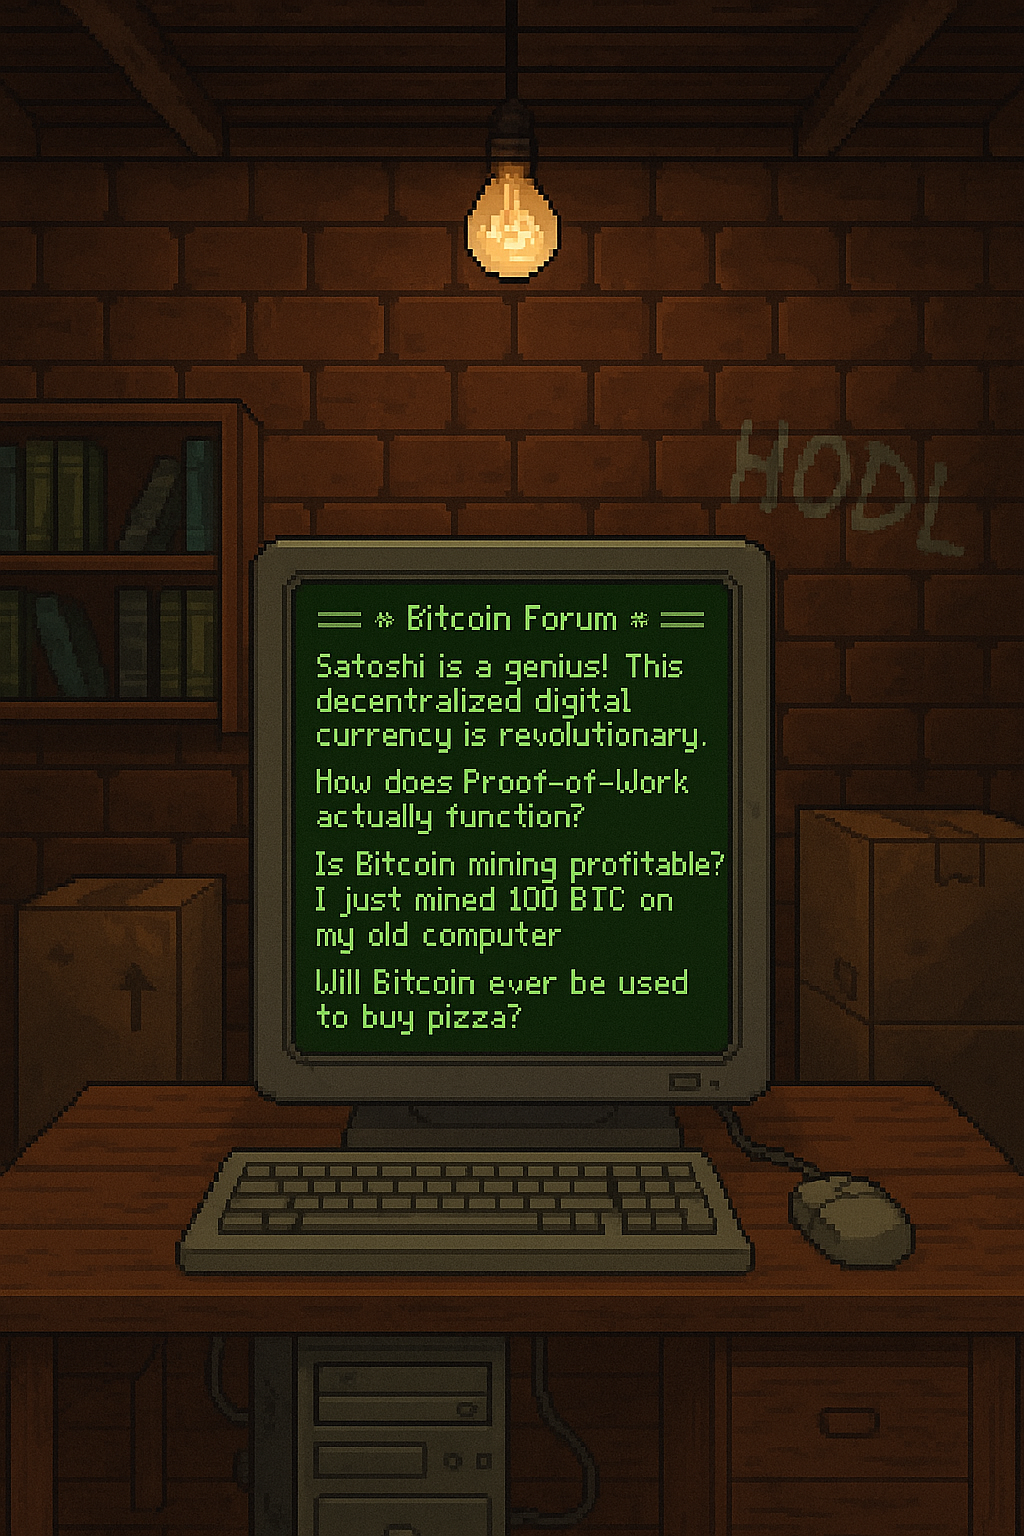 HODL
== * Bitcoin Forum * ==
Satoshi is a genius! This
decentralized digital
currency is revolutionary.
How does Proof-of-Work
actually function?
Is Bitcoin mining profitable?
I just mined 100 BTC on
my old computer
Will Bitcoin ever be used
to buy pizza?